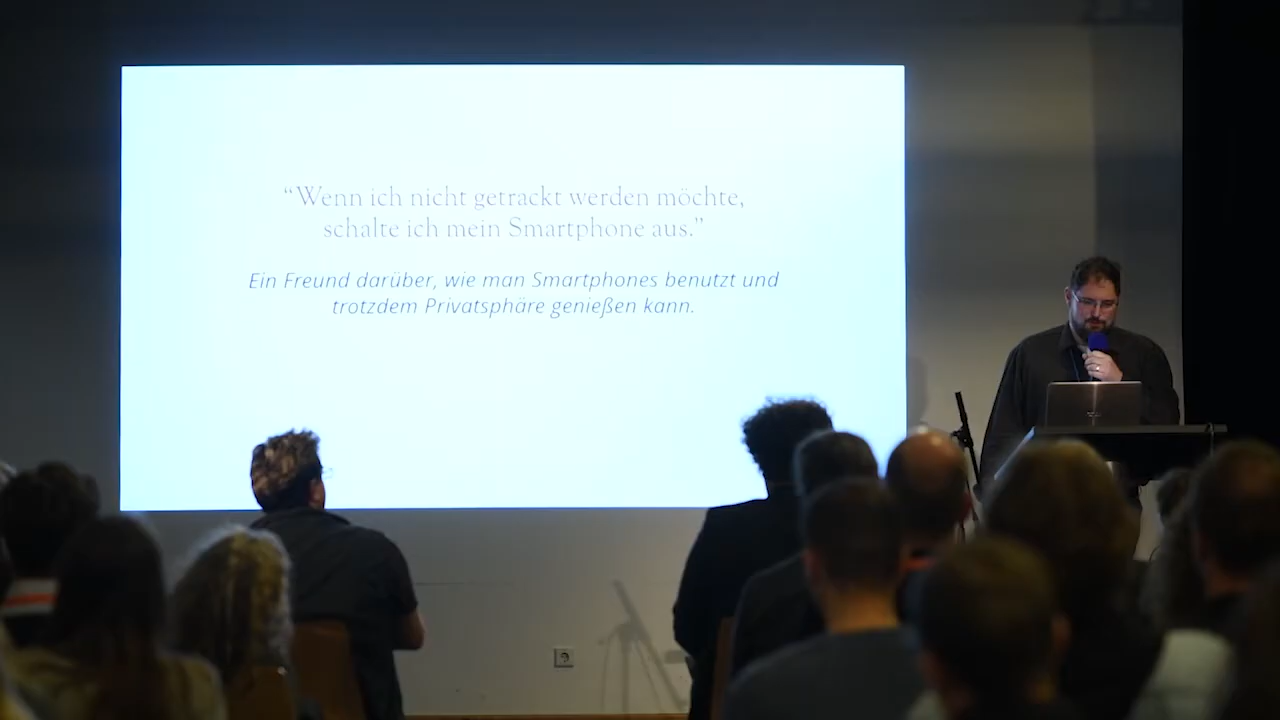 “Wenn ich nicht getrackt werden möchte,
schalte ich mein Smartphone aus.”
Ein Freund darüber, wie man Smartphones benutzt und
trotzdem Privatsphäre genießen kann.